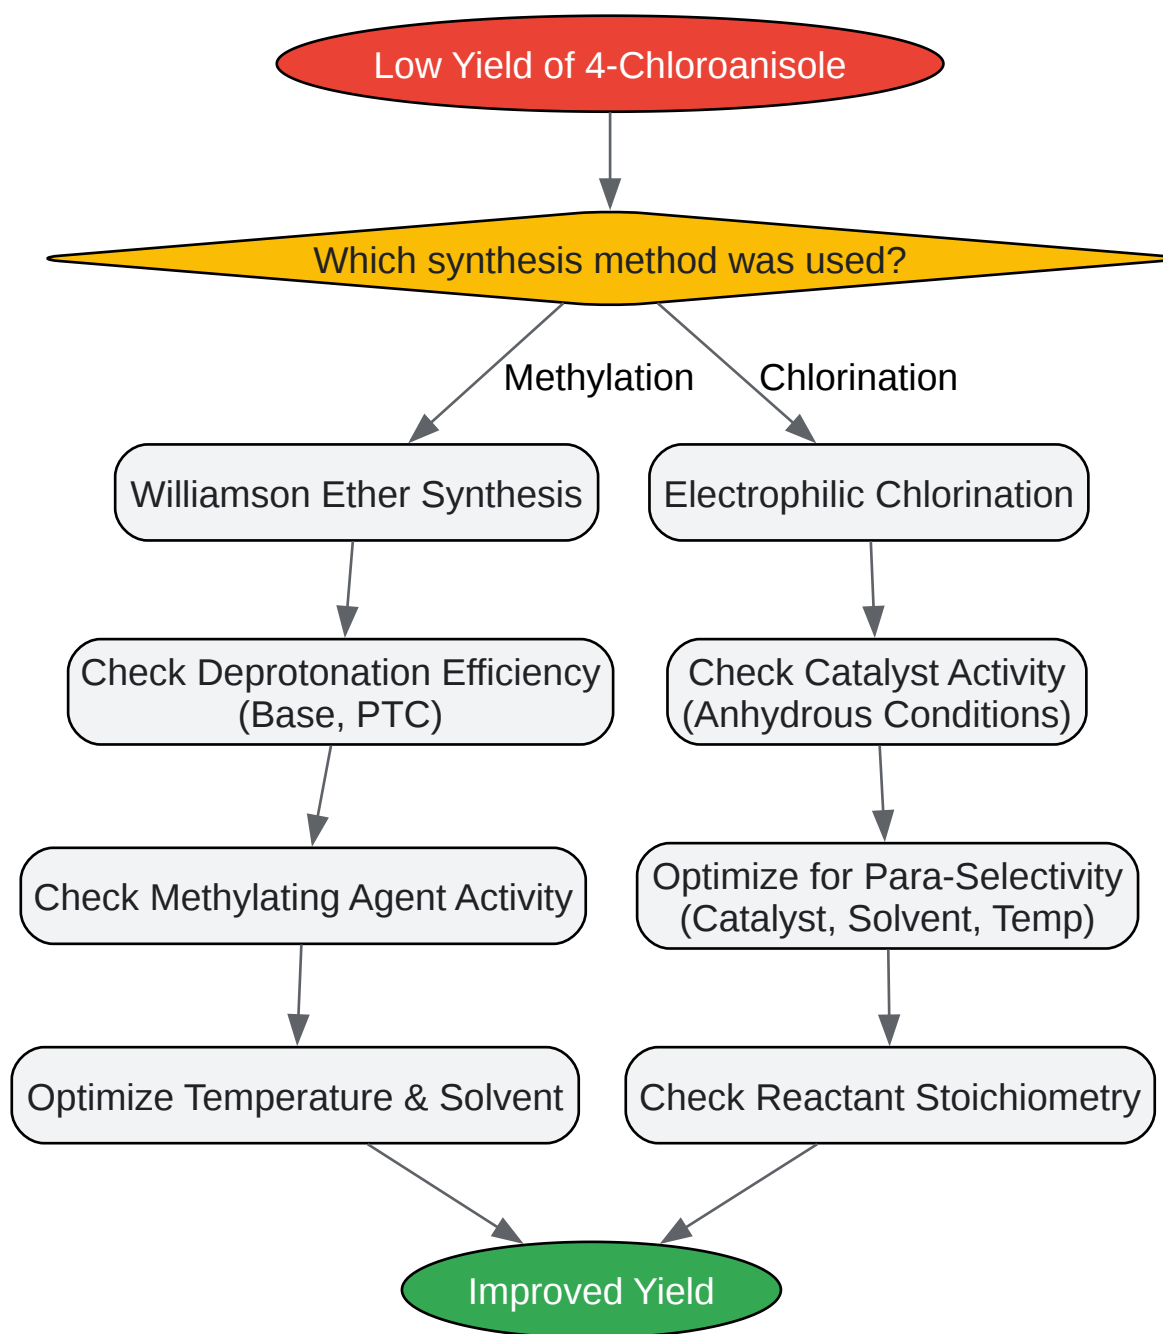 Low Yield of 4-Chloroanisole
Which synthesis method was used?
Methylation
Chlorination
Williamson Ether Synthesis
Electrophilic Chlorination
Check Deprotonation Efficiency
(Base, PTC)
Check Catalyst Activity
(Anhydrous Conditions)
Check Methylating Agent Activity
Optimize for Para-Selectivity
(Catalyst, Solvent, Temp)
Optimize Temperature & Solvent
Check Reactant Stoichiometry
Improved Yield